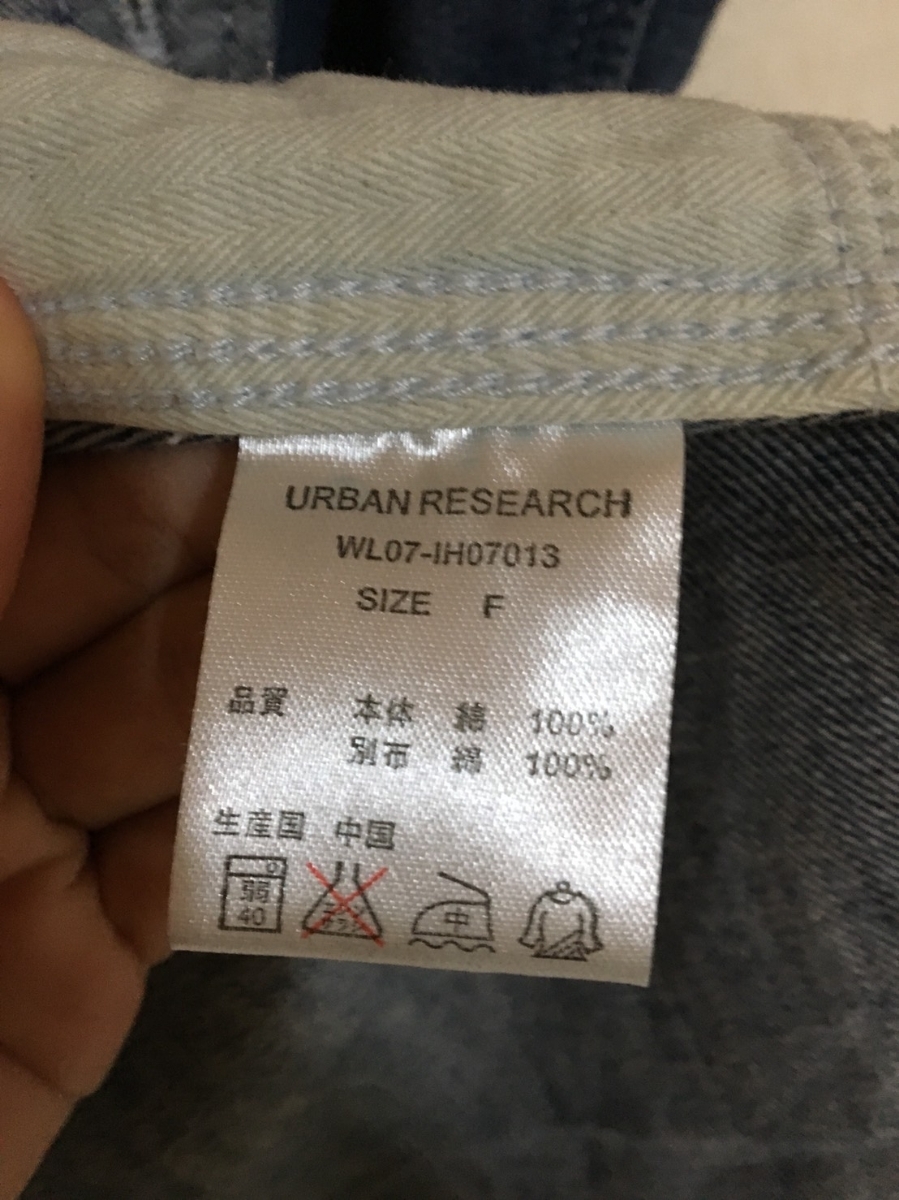 URBAN RESEARCH
WL07-IH07013
SIZE F
品質 本体 綿 100%
別布 綿 100%
生産国 中国
弱 40 中